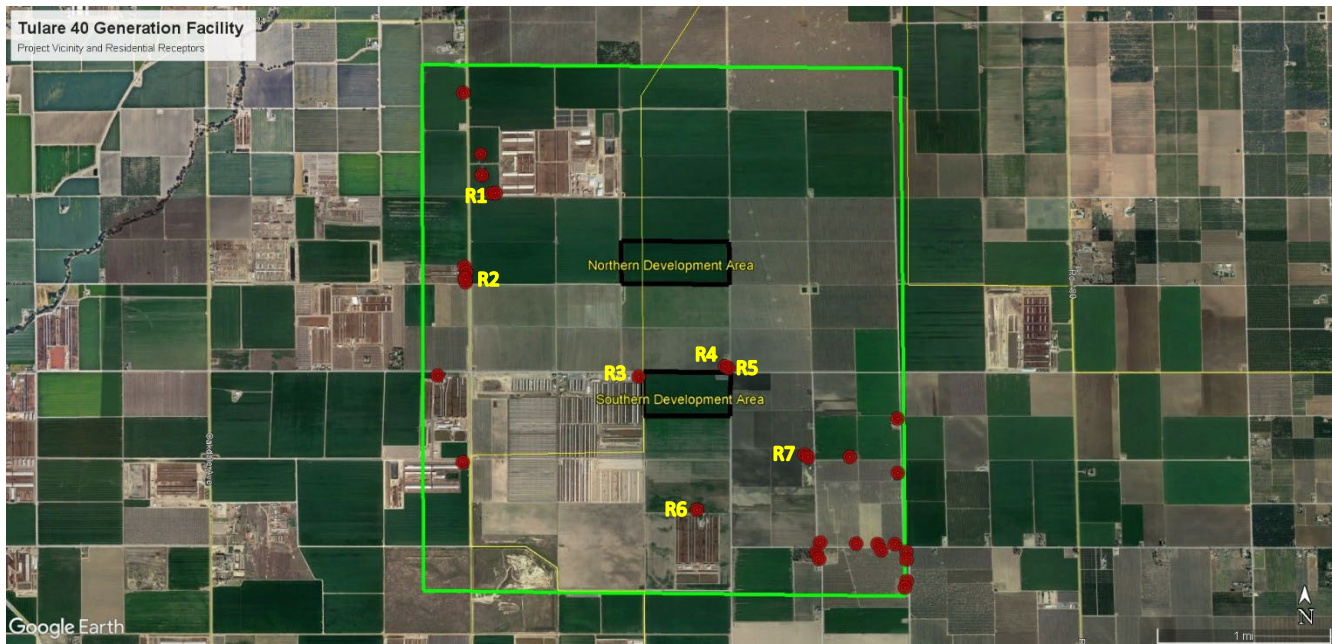 Tulare 40 Generation Facility
Project Vicinity and Residential Receptors
R1
Northern Development Area
R2
R4
R5
R3
Southern Development Area
R7
R6
Google Earth
N
1 mi